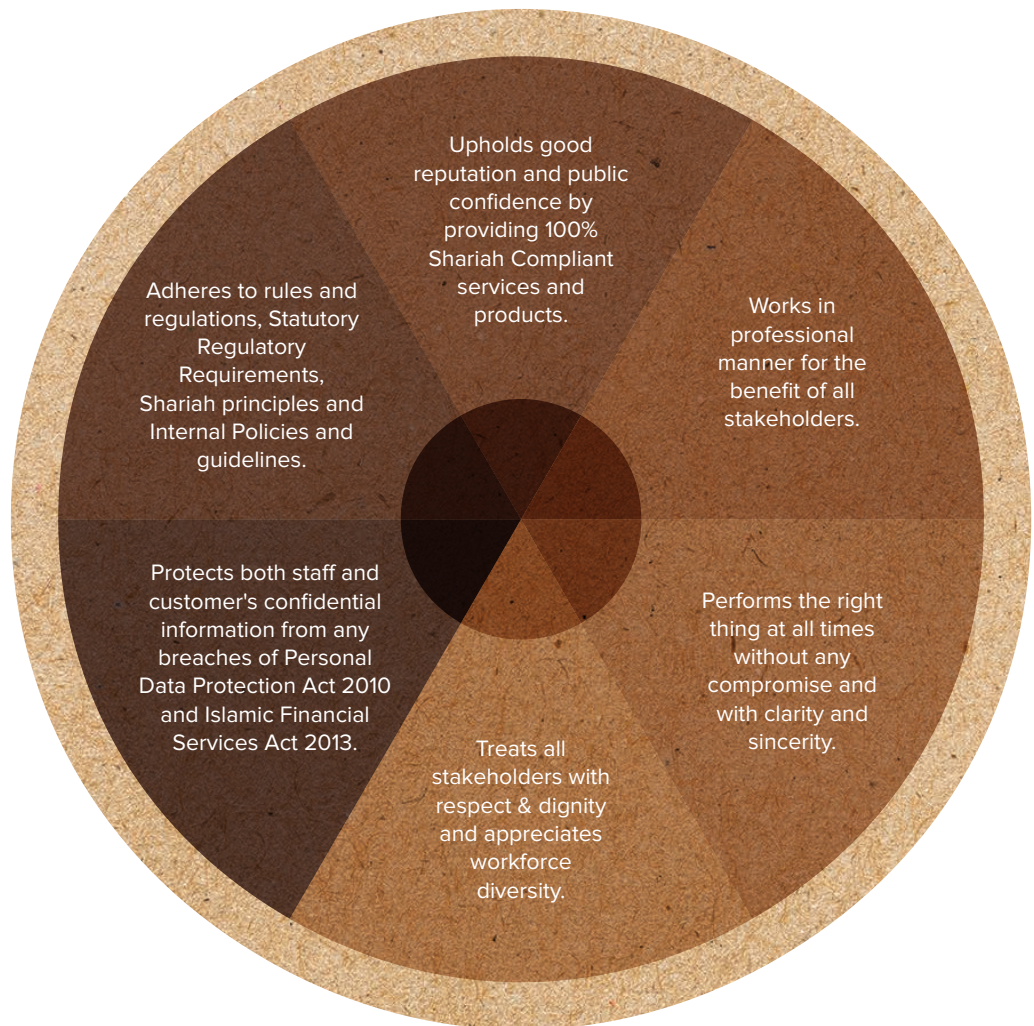 Upholds good
reputation and public
confidence by
providing 100%
Shariah Compliant
services and
products.
Works in
professional
manner for the
benefit of all
stakeholders.
Performs the right
thing at all times
without any
compromise and
with clarity and
sincerity.
Treats all
stakeholders with
respect & dignity
and appreciates
workforce
diversity.
Protects both staff and
customer's confidential
information from any
breaches of Personal
Data Protection Act 2010
and Islamic Financial
Services Act 2013.
Adheres to rules and
regulations, Statutory
Regulatory
Requirements,
Shariah principles and
Internal Policies and
guidelines.